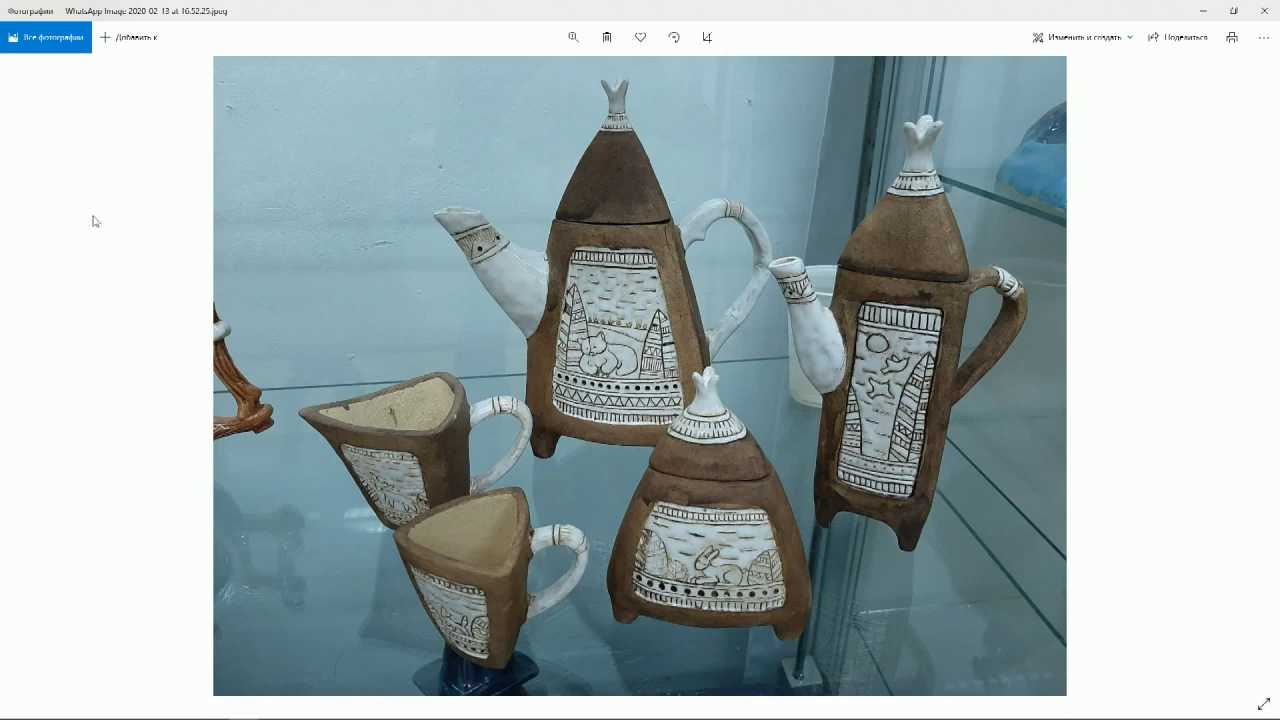 Фотографии - WhatsApp Image 2020-02-13 at 16.52.25.jpeg
Все фотографии
Добавить к
Изменить и создать
Поделиться